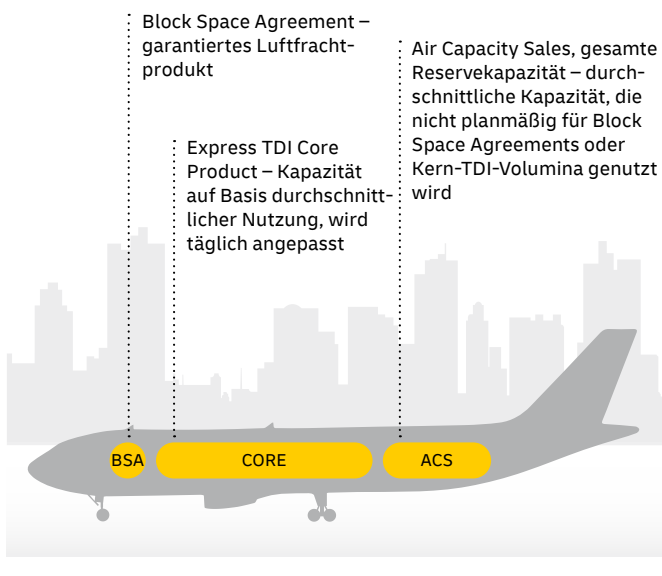 Block Space Agreement –
garantiertes Luftfracht-
produkt
Air Capacity Sales, gesamte
Reservekapazität – durch-
schnittliche Kapazität, die
nicht planmäßig für Block
Space Agreements oder
Kern-TDI-Volumina genutzt
wird
Express TDI Core
Product – Kapazität
auf Basis durchschnitt-
licher Nutzung, wird
täglich angepasst
BSA
CORE
ACS